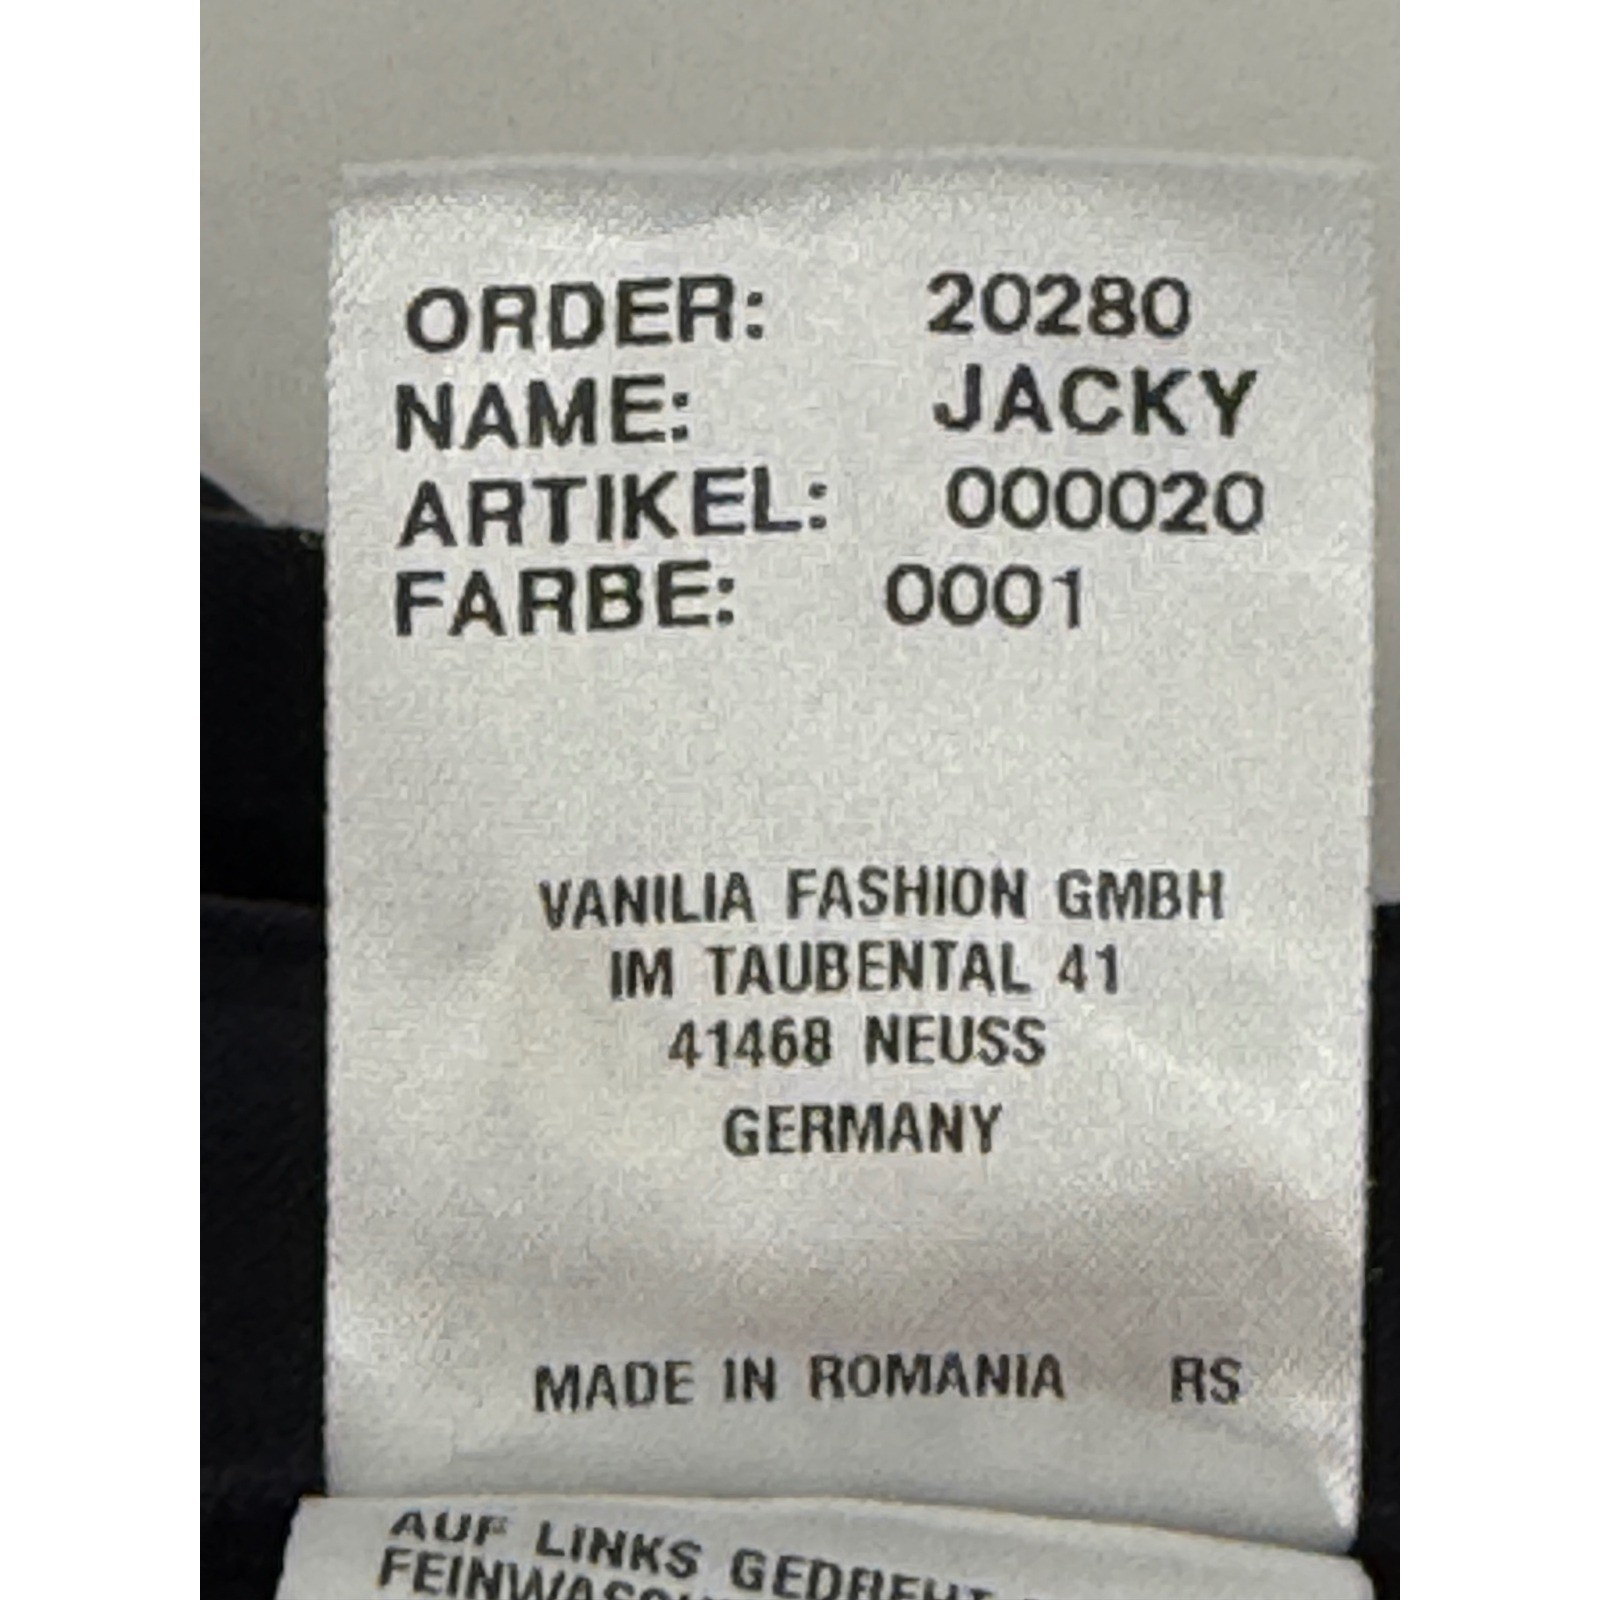 ORDER: 20280
NAME: JACKY
ARTIKEL: 000020
FARBE: 0001
VANILIA FASHION GMBH
IM TAUBENTAL 41
41468 NEUSS
GERMANY
MADE IN ROMANIA RS
AUF LINKS GEDREHT